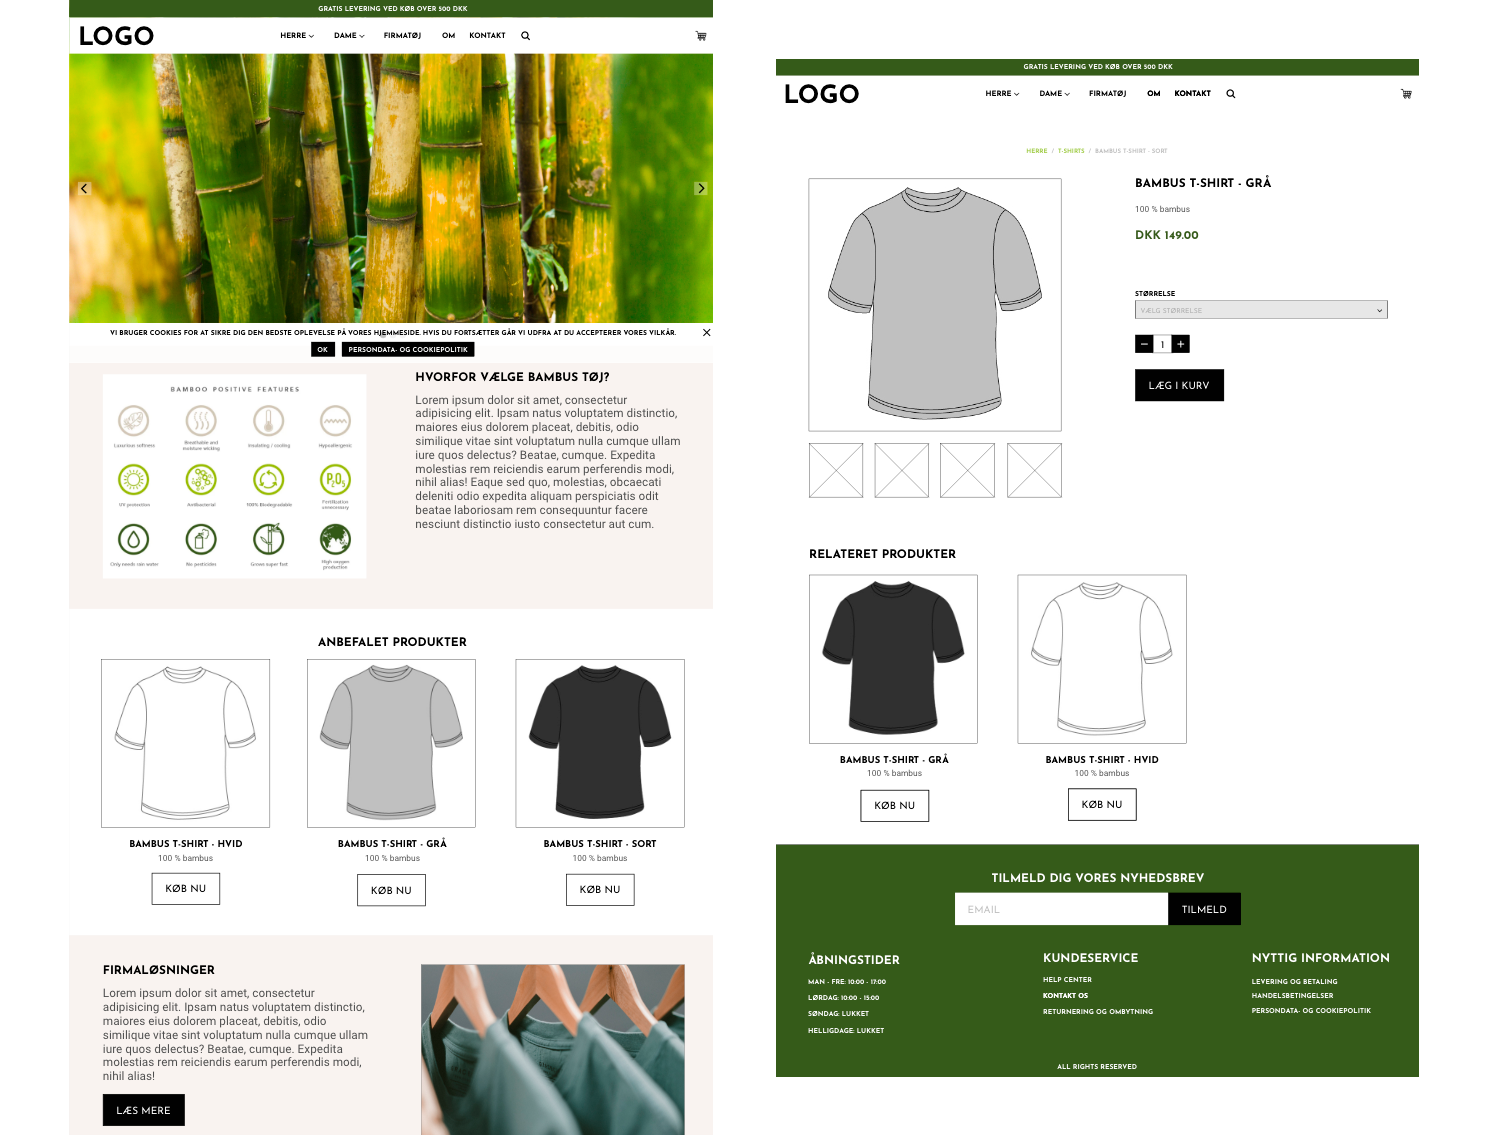 GRATIS LEVERING VED KØB OVER 500 DKK
LOGO
HERRE
DAME
FIRMATØJ
OM
KONTAKT
VI BRUGER COOKIES FOR AT SIKRE DIG DEN BEDSTE OPLEVELSE PÅ VORES HJEMMESIDE. HVIS DU FORTSÆTTER GÅR VI UDFRA AT DU ACCEPTERER VORES VILKÅR.
OK
PERSONDATA- OG COOKIEPOLITIK
BAMBOO POSITIVE FEATURES
Luxurious softness
Breathable and
moisture wicking
Insulating / cooling
Hypoallergenic
UV protection
Antibacterial
100% Biodegradable
P2O5
Fertilization
unnecessary
Only needs rain water
No pesticides
Grows super fast
High oxygen
production
HVORFOR VÆLGE BAMBUS TØJ?
Lorem ipsum dolor sit amet, consectetur
adipisicing elit. Ipsam natus voluptatem distinctio,
maiores eius dolorem placeat, debitis, odio
similique vitae sint voluptatum nulla cumque ullam
iure quos delectus? Beatae, cumque. Expedita
molestias rem reiciendis earum perferendis modi,
nihil alias! Eaque sed quo, molestias, obcaecati
deleniti odio expedita aliquam perspiciatis odit
beatae laboriosam rem consequuntur facere
nesciunt distinctio iusto consectetur aut cum.
ANBEFALET PRODUKTER
BAMBUS T-SHIRT - HVID
100 % bambus
KØB NU
BAMBUS T-SHIRT - GRÅ
100 % bambus
KØB NU
BAMBUS T-SHIRT - SORT
100 % bambus
KØB NU
FIRMALØSNINGER
Lorem ipsum dolor sit amet, consectetur
adipisicing elit. Ipsam natus voluptatem distinctio,
maiores eius dolorem placeat, debitis, odio
similique vitae sint voluptatum nulla cumque ullam
iure quos delectus? Beatae, cumque. Expedita
molestias rem reiciendis earum perferendis modi,
nihil alias!
LÆS MERE
GRATIS LEVERING VED KØB OVER 500 DKK
LOGO
HERRE
DAME
FIRMATØJ
OM
KONTAKT
HERRE / T-SHIRTS / BAMBUS T-SHIRT - SORT
BAMBUS T-SHIRT - GRÅ
100 % bambus
DKK 149.00
STØRRELSE
VÆLG STØRRELSE
1
LÆG I KURV
RELATERET PRODUKTER
BAMBUS T-SHIRT - GRÅ
100 % bambus
KØB NU
BAMBUS T-SHIRT - HVID
100 % bambus
KØB NU
TILMELD DIG VORES NYHEDSBREV
EMAIL
TILMELD
ÅBNINGSTIDER
MAN - FRE: 10:00 - 17:00
LØRDAG: 10:00 - 15:00
SØNDAG: LUKKET
HELLIGDAGE: LUKKET
KUNDESERVICE
HELP CENTER
KONTAKT OS
RETURNERING OG OMBYTNING
NYTTIG INFORMATION
LEVERING OG BETALING
HANDELSBETINGELSER
PERSONDATA- OG COOKIEPOLITIK
ALL RIGHTS RESERVED